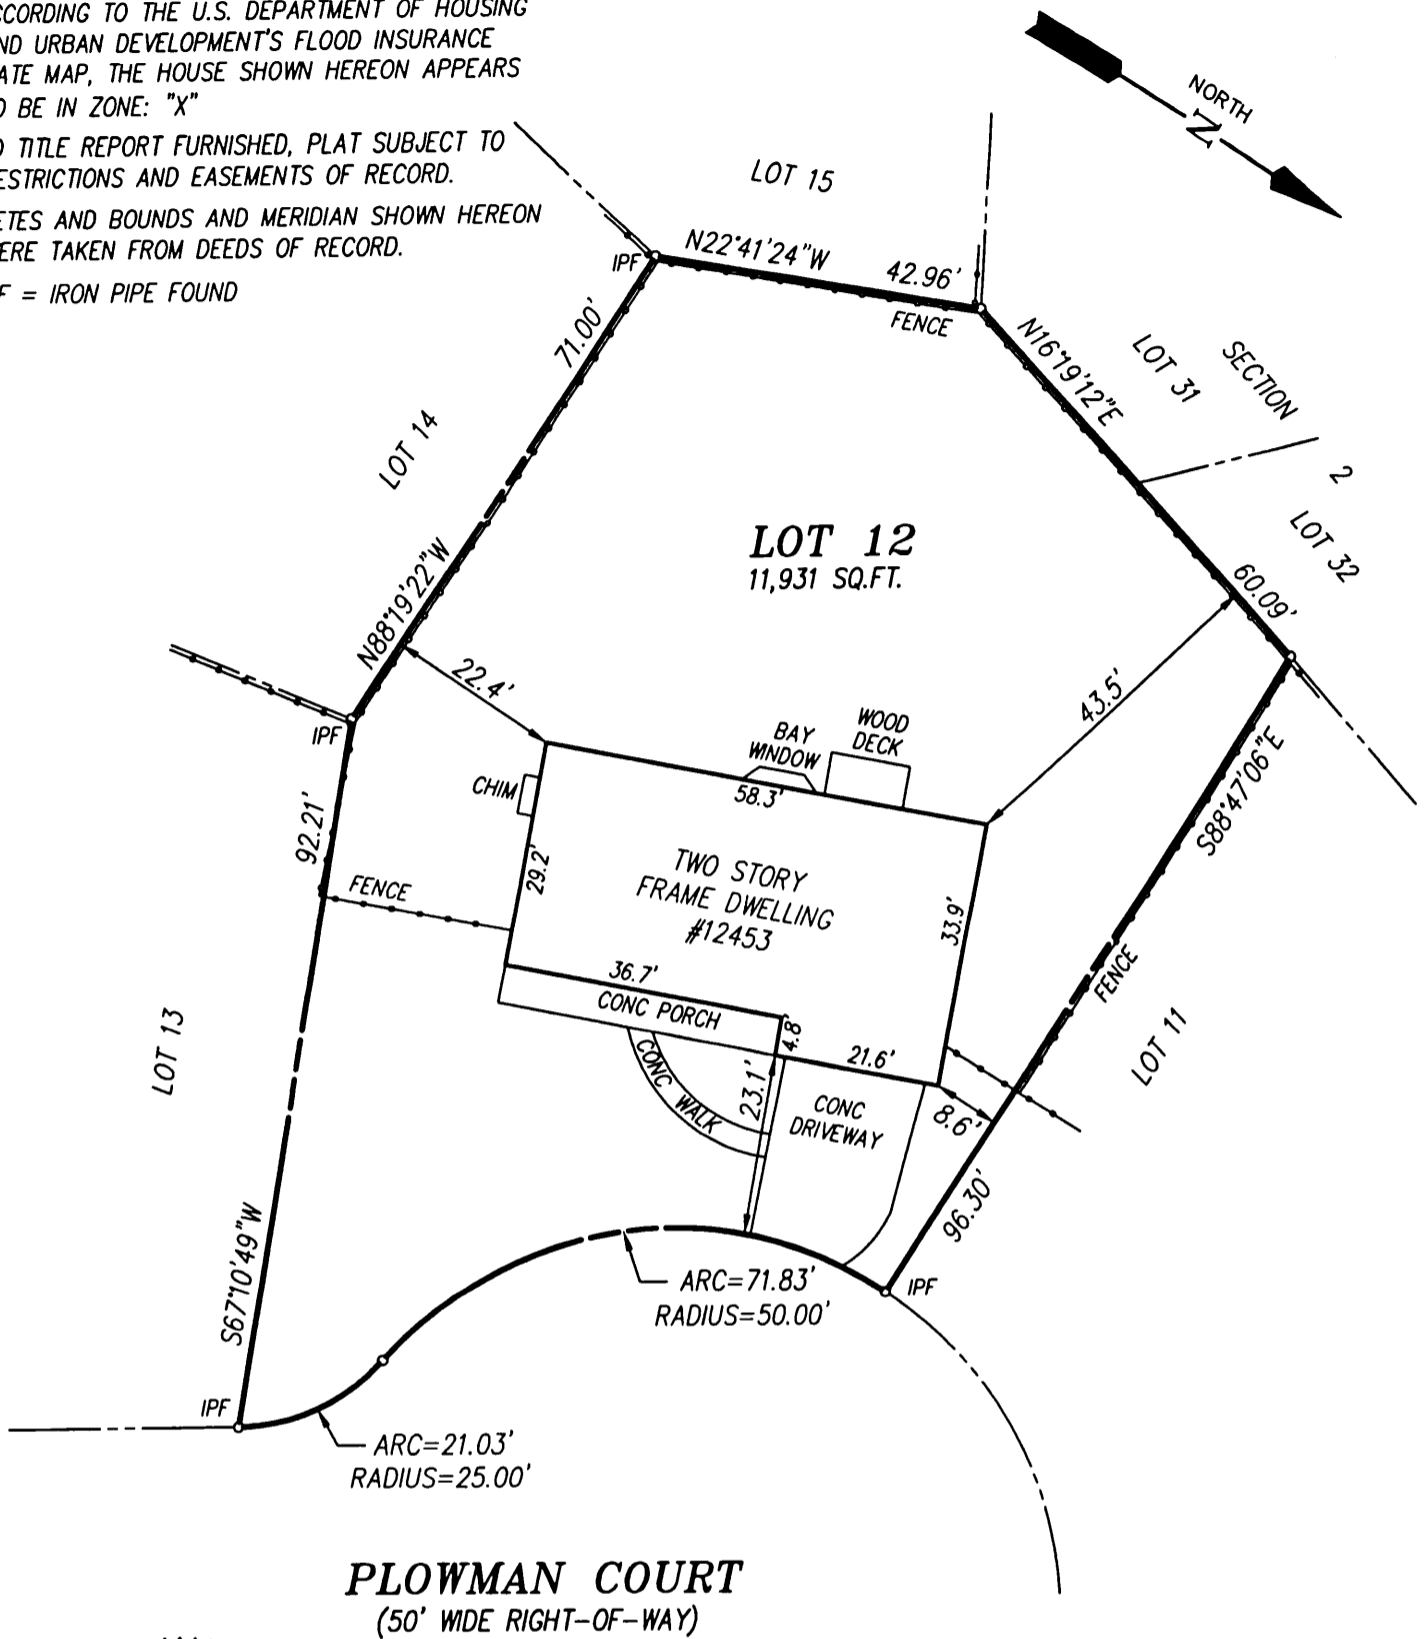 CCORDING TO THE U.S. DEPARTMENT OF HOUSING
ND URBAN DEVELOPMENT'S FLOOD INSURANCE
ATE MAP, THE HOUSE SHOWN HEREON APPEARS
O BE IN ZONE: "X"
O TITLE REPORT FURNISHED, PLAT SUBJECT TO
ESTRICTIONS AND EASEMENTS OF RECORD.
ETES AND BOUNDS AND MERIDIAN SHOWN HEREON
ERE TAKEN FROM DEEDS OF RECORD.
F = IRON PIPE FOUND
NORTH
N
LOT 15
IPF
N22°41'24"W
42.96'
FENCE
71.00'
N16°19'12"E
LOT 31
SECTION
2
LOT 32
60.09'
LOT 14
LOT 12
11,931 SQ.FT.
N88°19'22"W
22.4'
43.5'
IPF
BAY
WINDOW
WOOD
DECK
CHIM
58.3'
S88°47'06"E
92.21'
29.2'
FENCE
TWO STORY
FRAME DWELLING
#12453
33.9'
FENCE
36.7'
CONC PORCH
4.8'
21.6'
LOT 13
LOT 11
CONC WALK
23.1'
CONC
DRIVEWAY
8.6'
96.30'
S67°10'49"W
ARC=71.83'
RADIUS=50.00'
IPF
IPF
ARC=21.03'
RADIUS=25.00'
PLOWMAN COURT
(50' WIDE RIGHT-OF-WAY)